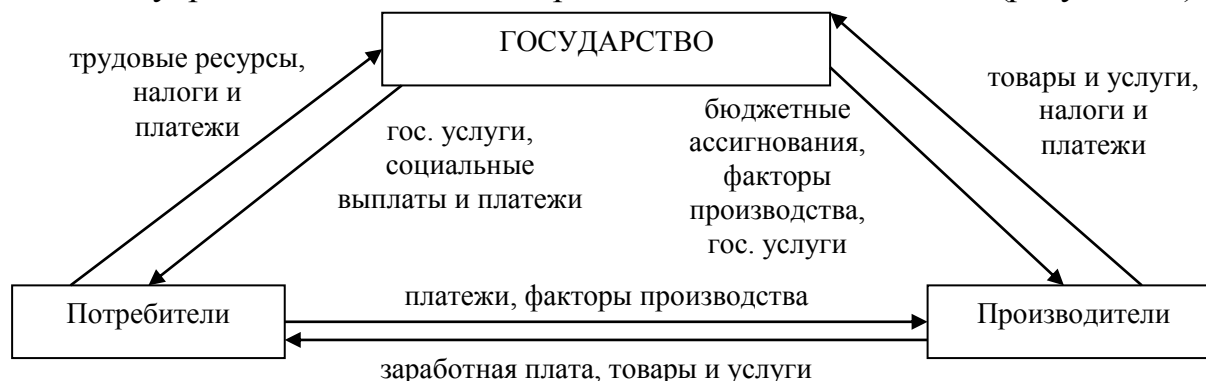 ГОСУДАРСТВО
трудовые ресурсы,
налоги и
платежи
гос. услуги,
социальные
выплаты и платежи
бюджетные
ассигнования,
факторы
производства,
гос. услуги
товары и услуги,
налоги и
платежи
Потребители
платежи, факторы производства
Производители
заработная плата, товары и услуги